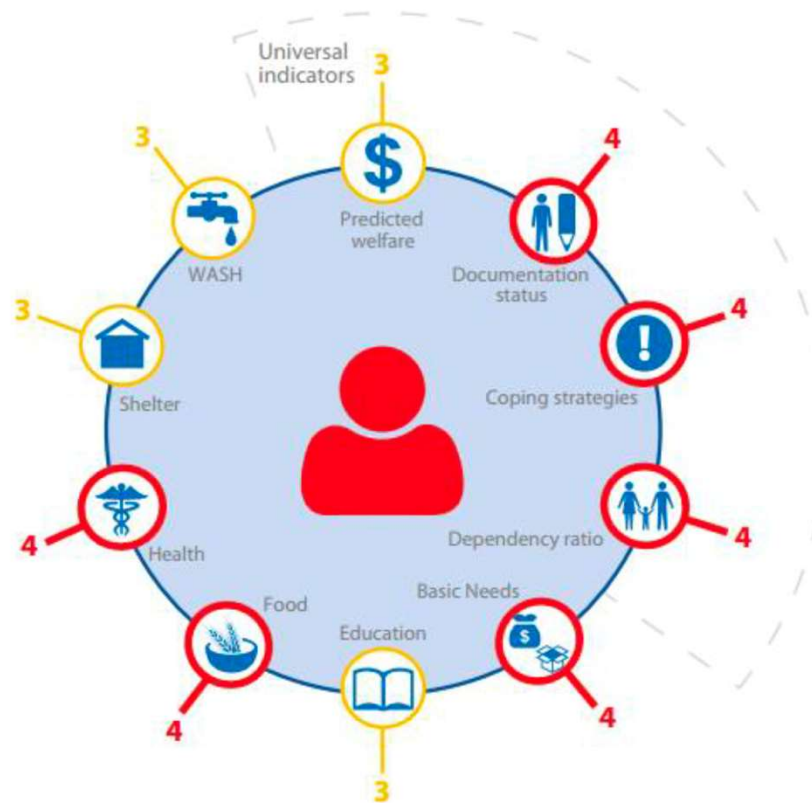 Universal
indicators
3
Predicted
welfare
4
Documentation
status
4
Coping strategies
4
Dependency ratio
4
Basic Needs
3
Education
4
Food
4
Health
3
Shelter
3
WASH
$
!
$